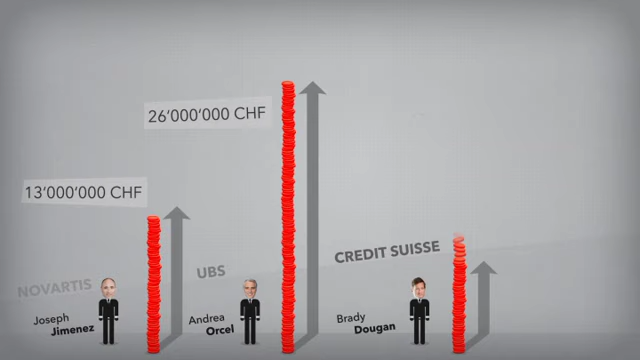 26'000'000 CHF
13'000'000 CHF
CREDIT SUISSE
UBS
NOVARTIS
Joseph
Jimenez
Andrea
Orcel
Brady
Dougan